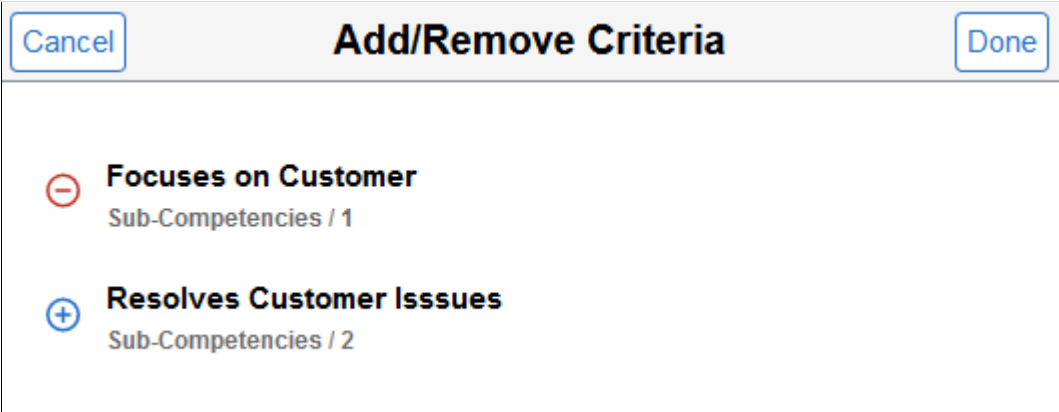 Cancel Add/Remove Criteria Done
Focuses on Customer
Sub-Competencies / 1
Resolves Customer Isssues
Sub-Competencies / 2